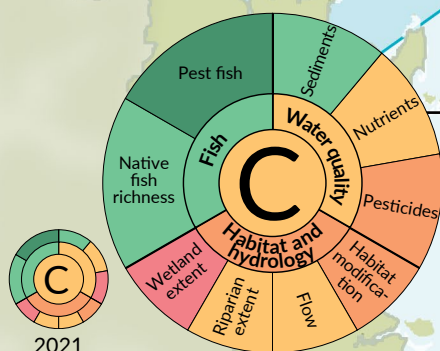 Pest fish
Sediments
Nutrients
Pesticides
Habitat
modifica-
tion
Flow
Riparian
extent
Wetland
extent
Native
fish
richness
Fish
Water quality
Habitat and
hydrology
C
C
2021